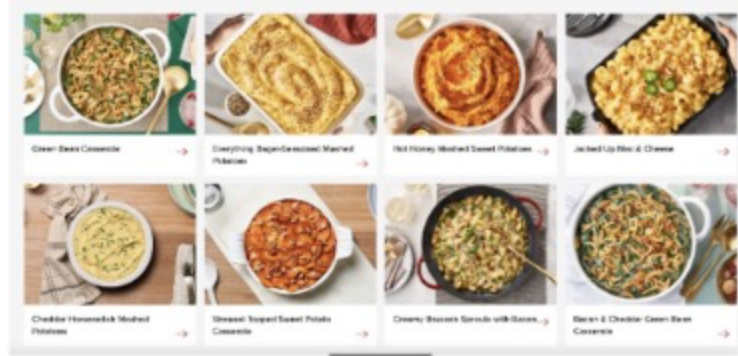 Green Bean Casserole
Everything Bagel-Seasoned Mashed
Potatoes
Hot Honey Mashed Sweet Potatoes
Jacked Up Mac & Cheese
Cheddar Horseradish Mashed
Potatoes
Streusel-Topped Sweet Potato
Casserole
Creamy Brussels Sprouts with Bacon
Bacon & Cheddar Green Bean
Casserole